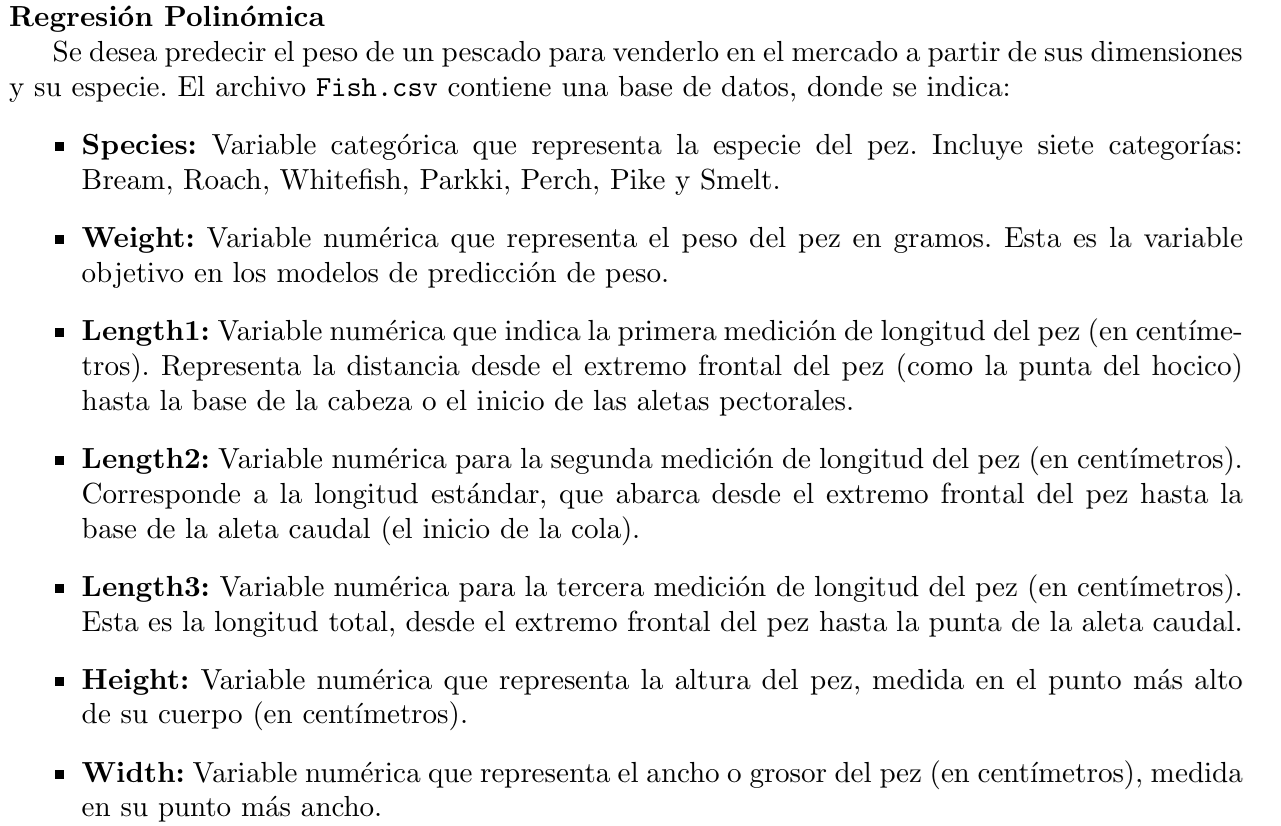 Regresión Polinómica
Se desea predecir el peso de un pescado para venderlo en el mercado a partir de sus dimensiones
y su especie. El archivo Fish.csv contiene una base de datos, donde se indica:
▪ Species: Variable categórica que representa la especie del pez. Incluye siete categorías:
Bream, Roach, Whitefish, Parkki, Perch, Pike y Smelt.
▪ Weight: Variable numérica que representa el peso del pez en gramos. Esta es la variable
objetivo en los modelos de predicción de peso.
▪ Length1: Variable numérica que indica la primera medición de longitud del pez (en centíme-
tros). Representa la distancia desde el extremo frontal del pez (como la punta del hocico)
hasta la base de la cabeza o el inicio de las aletas pectorales.
▪ Length2: Variable numérica para la segunda medición de longitud del pez (en centímetros).
Corresponde a la longitud estándar, que abarca desde el extremo frontal del pez hasta la
base de la aleta caudal (el inicio de la cola).
▪ Length3: Variable numérica para la tercera medición de longitud del pez (en centímetros).
Esta es la longitud total, desde el extremo frontal del pez hasta la punta de la aleta caudal.
▪ Height: Variable numérica que representa la altura del pez, medida en el punto más alto
de su cuerpo (en centímetros).
▪ Width: Variable numérica que representa el ancho o grosor del pez (en centímetros), medida
en su punto más ancho.